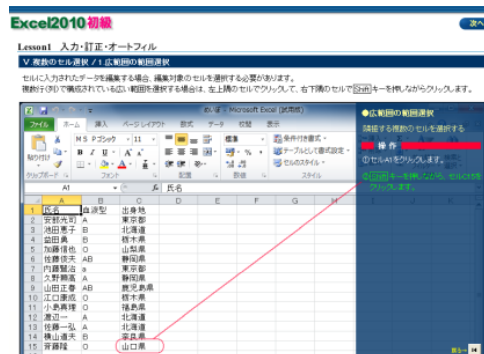 Excel2010初級
次へ
Lesson1 入力・訂正・オートフィル
V.複数のセル選択 / 1.広範囲の範囲選択
セルに入力されたデータを編集する場合、編集対象のセルを選択する必要があります。
複数行(列)で構成されている広い範囲を選択する場合は、左上隅のセルでクリックして、右下隅のセルでShiftキーを押しながらクリックします。
Microsoft Excel (試用版)
ファイル ホーム 挿入 ページレイアウト 数式 データ 校閲 表示
貼り付け
MS Pゴシック 11
B I U
標準
条件付き書式
テーブルとして書式設定
セルのスタイル
クリップボード フォント 配置 数値 スタイル
A1 fx 氏名
A B C D E F G H
1 氏名 血液型 出身地
2 安部光司 A 東京都
3 池田恵子 B 北海道
4 益田勇 B 栃木県
5 加藤信也 O 山梨県
6 佐藤俊夫 AB 静岡県
7 内藤賢治 a 東京都
8 久野頼高 A 静岡県
9 山田正春 AB 鹿児島県
10 江口康成 O 栃木県
11 小島真理 O 福島県
12 渡辺一 A 北海道
13 佐藤一弘 A 北海道
14 横山道夫 B 奈良県
15 斉藤隆 O 山口県
●広範囲の範囲選択
隣接する複数のセルを選択する
操作
①セルA1をクリックします。
②Shiftキーを押しながら、セルC15をクリックします。
戻る